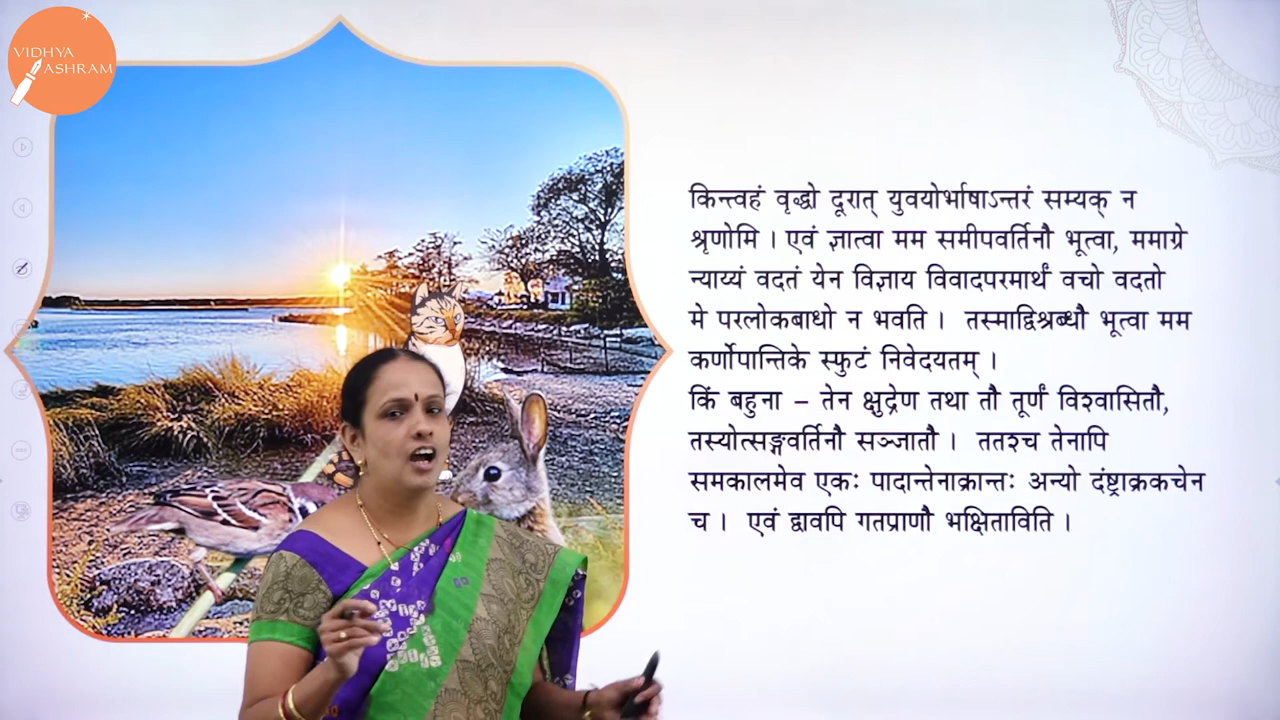 VIDHYA
ASHRAM
किन्त्वहं वृद्धो दूरात् युवयोर्भाषाऽन्तरं सम्यक् न
श्रृणोमि । एवं ज्ञात्वा मम समीपवर्तिनौ भूत्वा, ममाग्रे
न्याय्यं वदतं येन विज्ञाय विवादपरमार्थं वचो वदतो
मे परलोकबाधो न भवति । तस्माद्विश्रब्धौ भूत्वा मम
कर्णोपान्तिके स्फुटं निवेदयतम् ।
किं बहुना – तेन क्षुद्रेण तथा तौ तूर्णं विश्वासितौ,
तस्योत्सङ्गवर्तिनौ सञ्जातौ । ततश्च तेनापि
समकालमेव एकः पादान्तेनाक्रान्तः अन्यो दंष्ट्राक्रकचेन
च । एवं द्वावपि गतप्राणौ भक्षिताविति ।